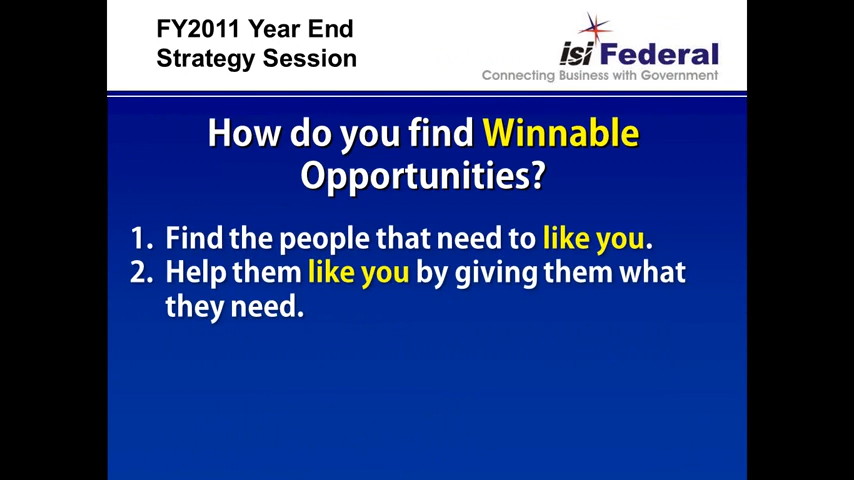 FY2011 Year End
Strategy Session
isi Federal
Connecting Business with Government
How do you find Winnable
Opportunities?
1. Find the people that need to like you.
2. Help them like you by giving them what
they need.